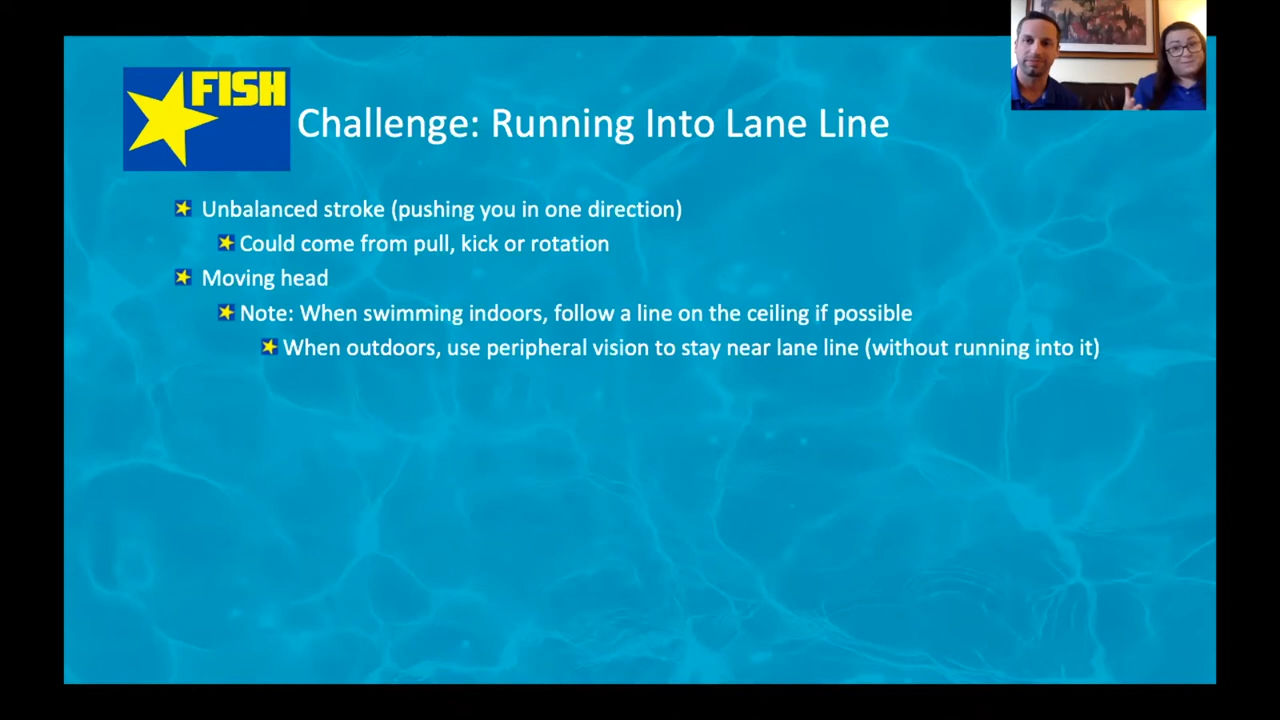 FISH
Challenge: Running Into Lane Line
Unbalanced stroke (pushing you in one direction)
Could come from pull, kick or rotation
Moving head
Note: When swimming indoors, follow a line on the ceiling if possible
When outdoors, use peripheral vision to stay near lane line (without running into it)